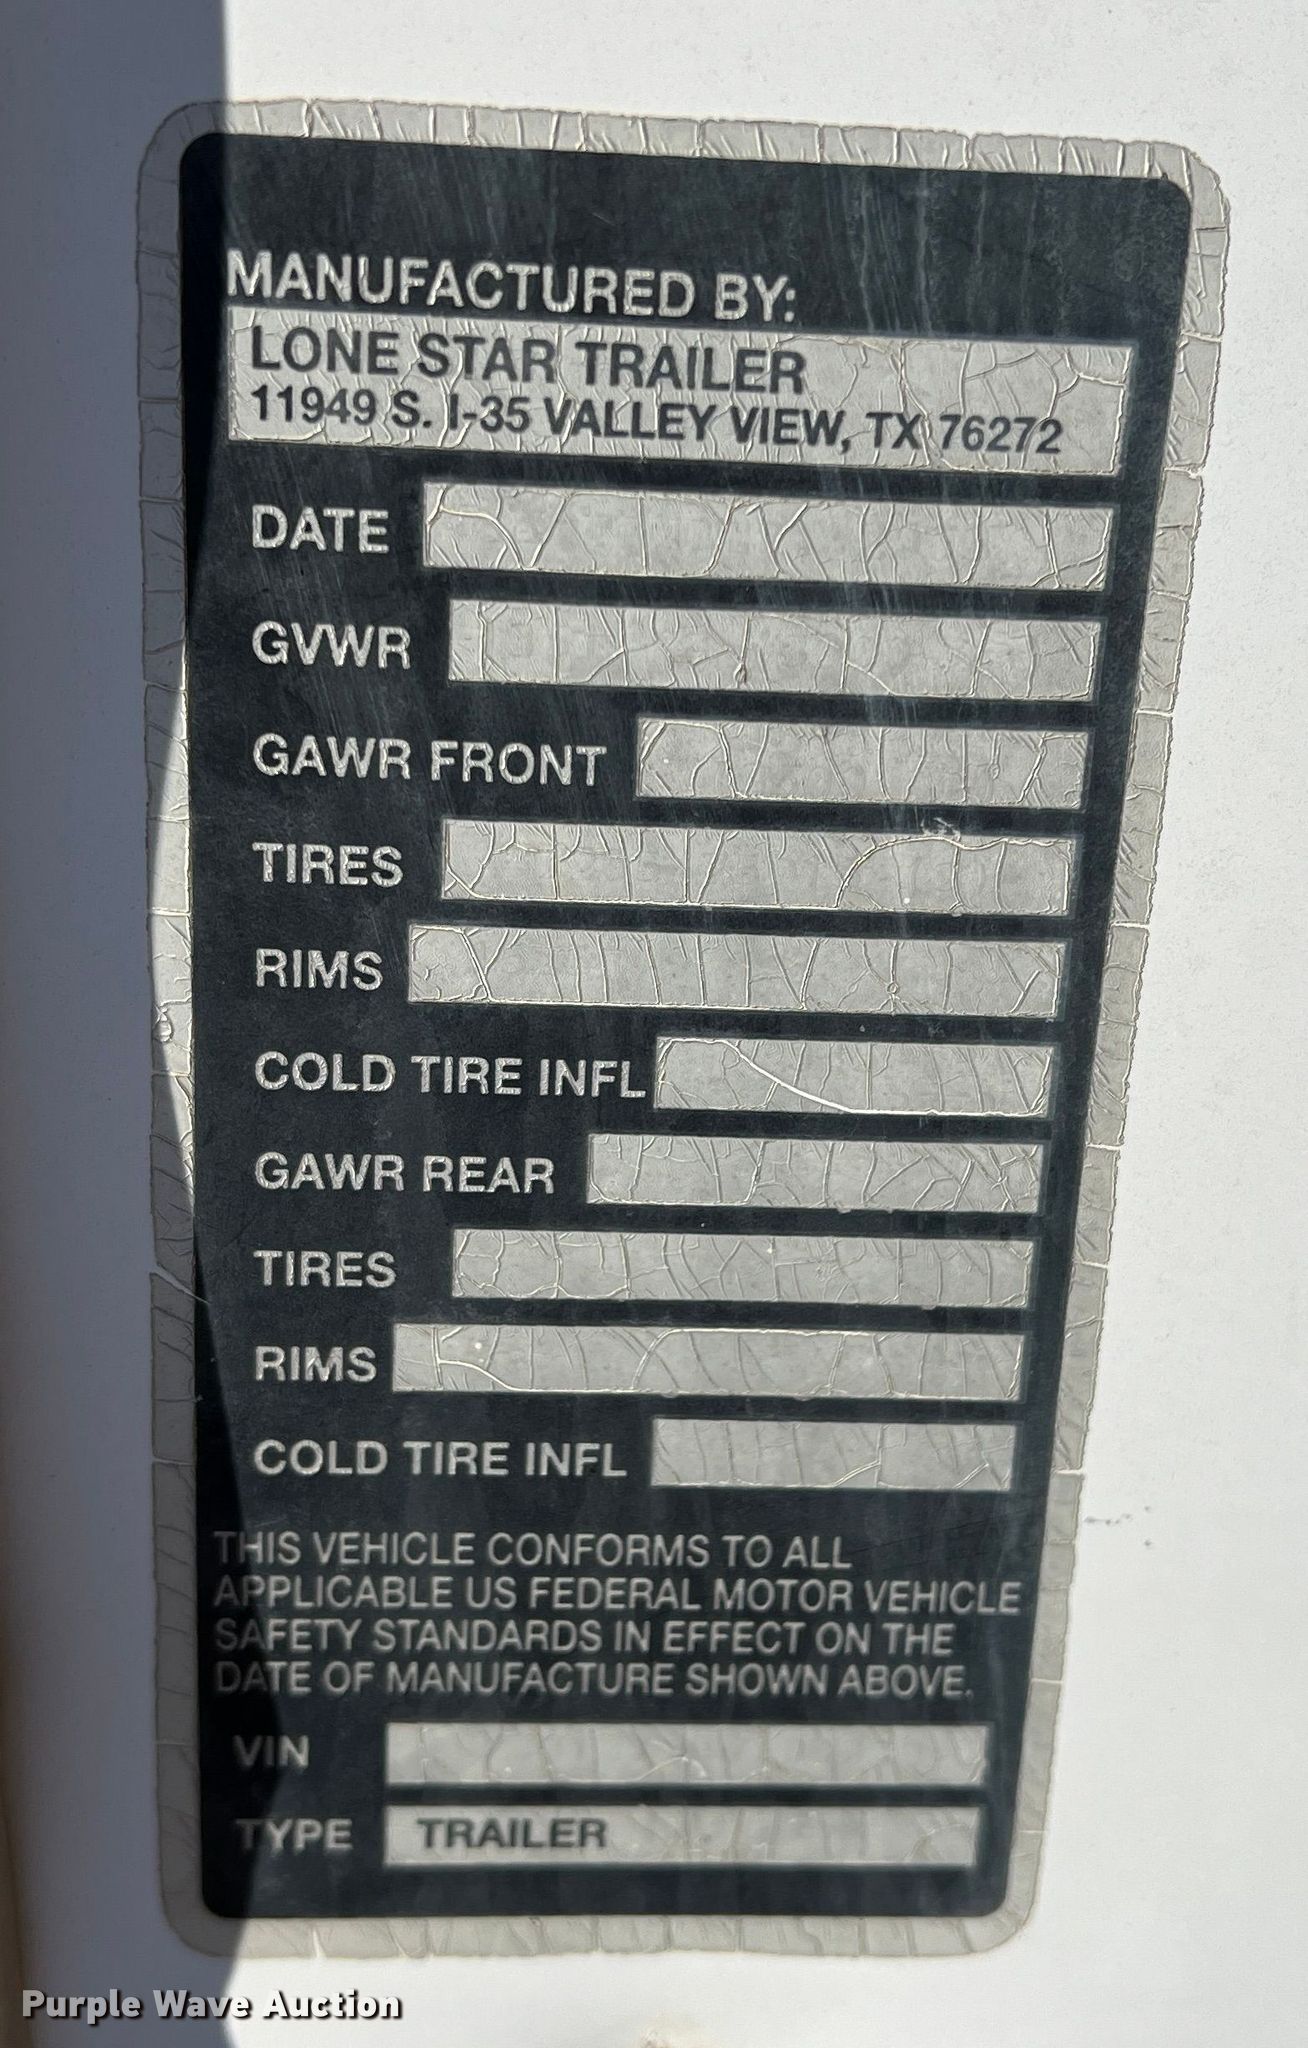 MANUFACTURED BY:
LONE STAR TRAILER
11949 S. I-35 VALLEY VIEW, TX 76272
DATE
GVWR
GAWR FRONT
TIRES
RIMS
COLD TIRE INFL
GAWR REAR
TIRES
RIMS
COLD TIRE INFL
THIS VEHICLE CONFORMS TO ALL
APPLICABLE US FEDERAL MOTOR VEHICLE
SAFETY STANDARDS IN EFFECT ON THE
DATE OF MANUFACTURE SHOWN ABOVE.
VIN
TYPE TRAILER
Purple Wave Auction